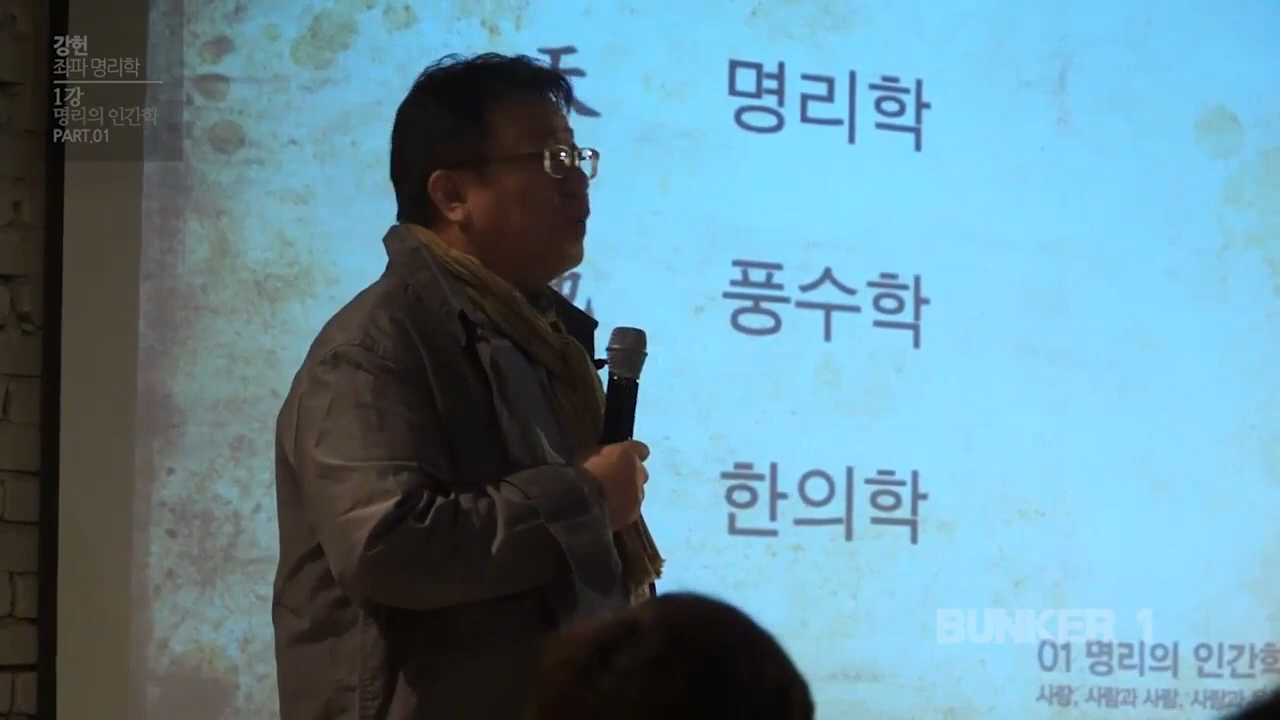 강헌
좌파 명리학
1강
명리의 인간학
PART.01
天 명리학
풍수학
한의학
BUNKER 1
01 명리의 인간학
사람, 사람과 사람, 사람과